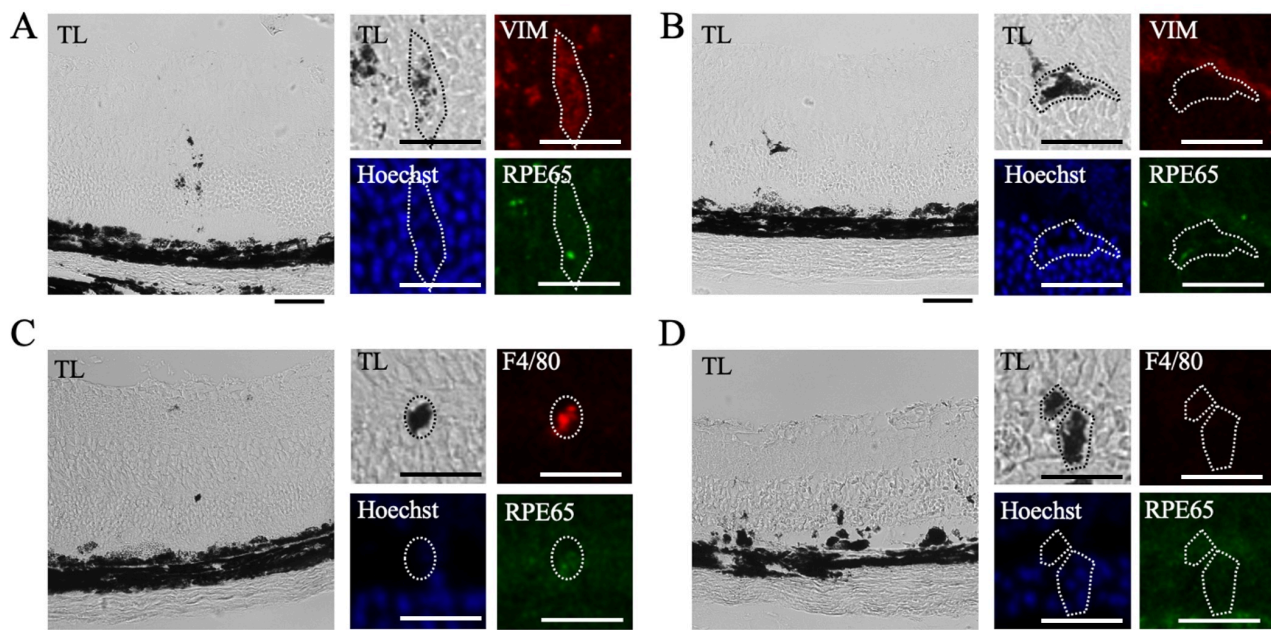 A
TL
TL
VIM
Hoechst
RPE65
B
TL
TL
VIM
Hoechst
RPE65
C
TL
TL
F4/80
Hoechst
RPE65
D
TL
TL
F4/80
Hoechst
RPE65